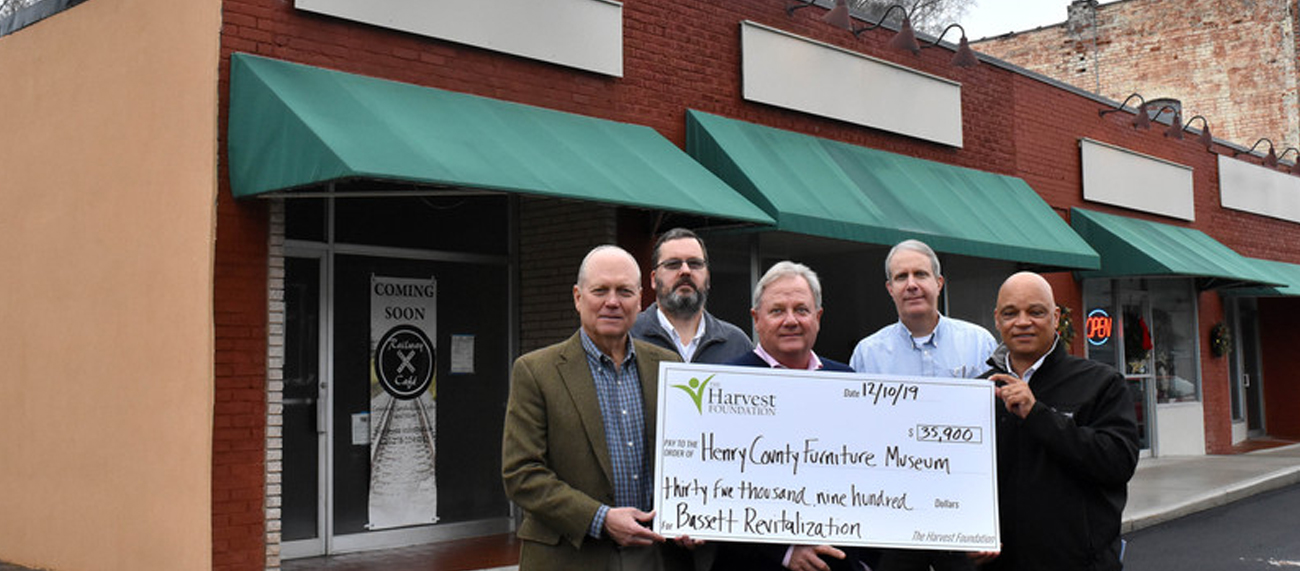 COMING
SOON
Railway
Café
OPEN
THE
Harvest
FOUNDATION
Date 12/10/19
$ 35,900
PAY TO THE
ORDER OF Henry County Furniture Museum
thirty five thousand, nine hundred Dollars
For Bassett Revitalization
The Harvest Foundation